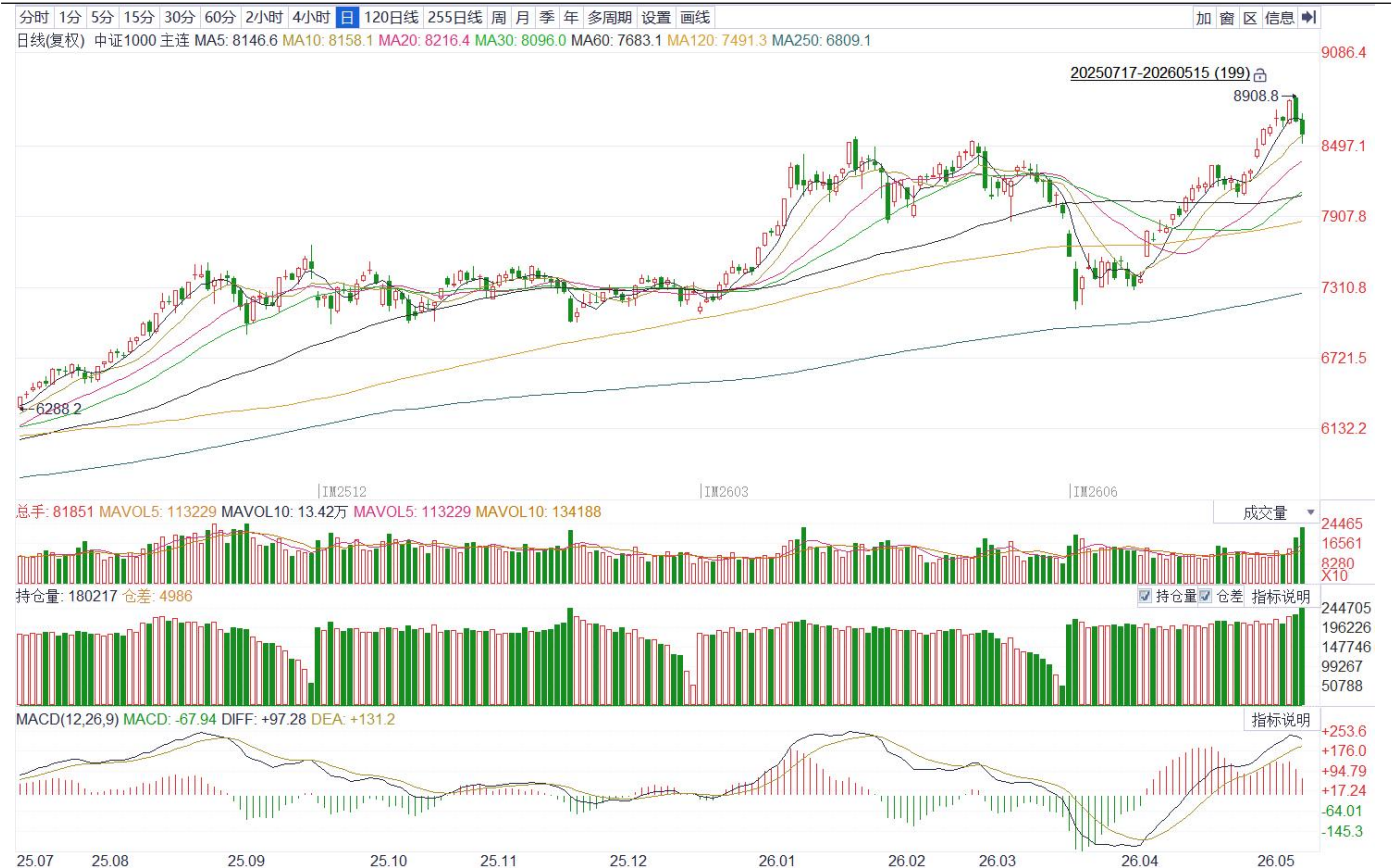 分时 1分 5分 15分 30分 60分 2小时 4小时 日 120日线 255日线 周 月 季 年 多周期 设置 画线 加 窗 区 信息
日线(复权) 中证1000 主连 MA5: 8146.6 MA10: 8158.1 MA20: 8216.4 MA30: 8096.0 MA60: 7683.1 MA120: 7491.3 MA250: 6809.1
9086.4
20250717-20260515 (199)
8908.8
8497.1
7907.8
7310.8
6721.5
6288.2
6132.2
IM2512 IM2603 IM2606
总手: 81851 MAVOL5: 113229 MAVOL10: 13.42万 MAVOL5: 113229 MAVOL10: 134188 成交量
24465
16561
8280
X10
持仓量: 180217 仓差: 4986 持仓量 仓差 指标说明
244705
196226
147746
99267
50788
MACD(12,26,9) MACD: -67.94 DIFF: +97.28 DEA: +131.2 指标说明
+253.6
+176.0
+94.79
+17.24
-64.01
-145.3
25.07 25.08 25.09 25.10 25.11 25.12 26.01 26.02 26.03 26.04 26.05